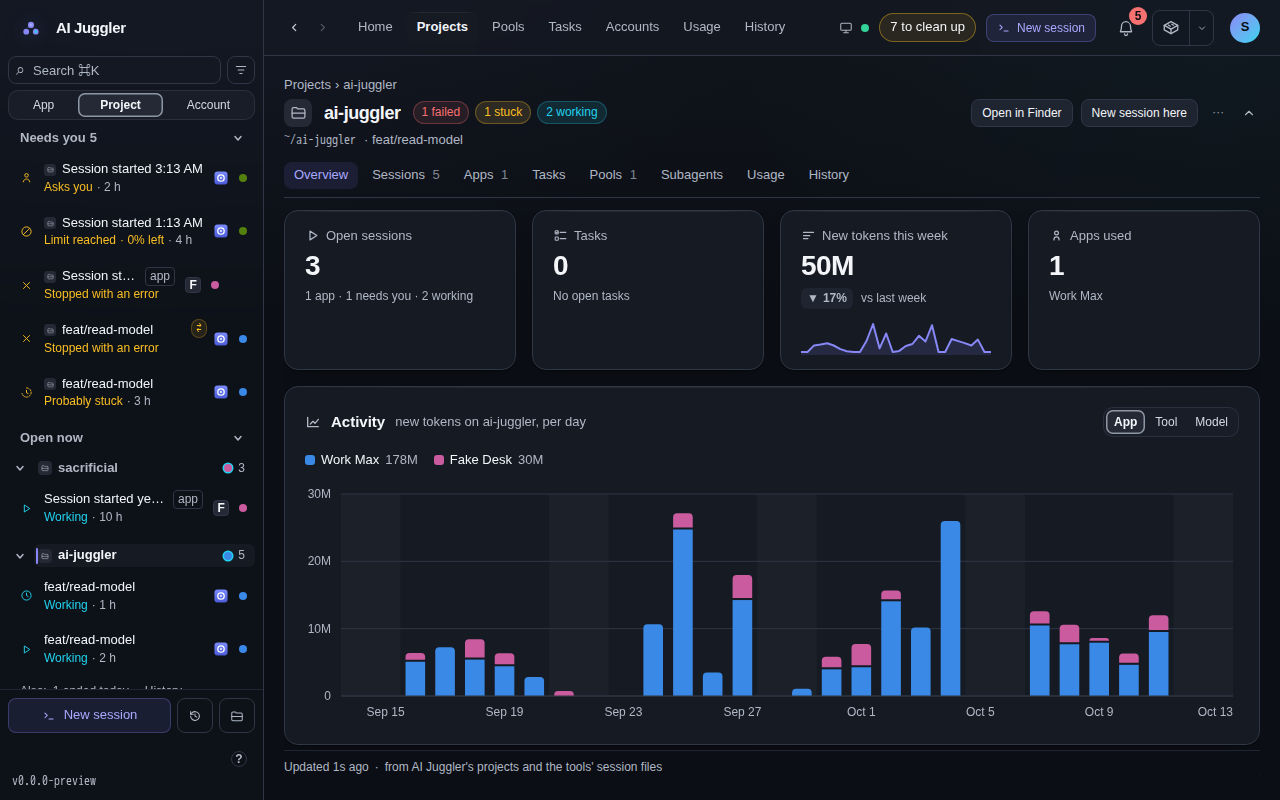 AI Juggler
Search ⌘K
App Project Account
Needs you 5
Session started 3:13 AM
Asks you · 2 h
Session started 1:13 AM
Limit reached · 0% left · 4 h
Session st… app F
Stopped with an error
feat/read-model
Stopped with an error
feat/read-model
Probably stuck · 3 h
Open now
sacrificial 3
Session started ye… app F
Working · 10 h
ai-juggler 5
feat/read-model
Working · 1 h
feat/read-model
Working · 2 h
New session
?
v0.0.0-preview
Home Projects Pools Tasks Accounts Usage History
7 to clean up
New session
5
S
Projects › ai-juggler
ai-juggler 1 failed 1 stuck 2 working
Open in Finder New session here ···
~/ai-juggler · feat/read-model
Overview Sessions 5 Apps 1 Tasks Pools 1 Subagents Usage History
Open sessions
3
1 app · 1 needs you · 2 working
Tasks
0
No open tasks
New tokens this week
50M
▼ 17% vs last week
Apps used
1
Work Max
Activity new tokens on ai-juggler, per day
App Tool Model
Work Max 178M Fake Desk 30M
30M
20M
10M
0
Sep 15 Sep 19 Sep 23 Sep 27 Oct 1 Oct 5 Oct 9 Oct 13
Updated 1s ago · from AI Juggler's projects and the tools' session files